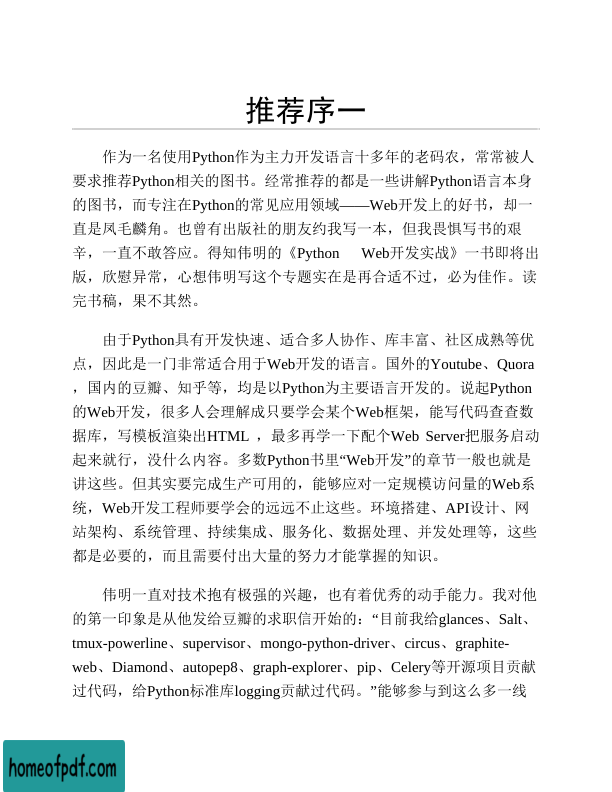 推荐序一
作为一名使用Python作为主力开发语言十多年的老码农，常常被人
要求推荐Python相关的图书。经常推荐的都是一些讲解Python语言本身
的图书，而专注在Python的常见应用领域——Web开发上的好书，却一
直是凤毛麟角。也曾有出版社的朋友约我写一本，但我畏惧写书的艰
辛，一直不敢答应。得知伟明的《Python Web开发实战》一书即将出
版，欣慰异常，心想伟明写这个专题实在是再合适不过，必为佳作。读
完书稿，果不其然。
由于Python具有开发快速、适合多人协作、库丰富、社区成熟等优
点，因此是一门非常适合用于Web开发的语言。国外的Youtube、Quora
，国内的豆瓣、知乎等，均是以Python为主要语言开发的。说起Python
的Web开发，很多人会理解成只要学会某个Web框架，能写代码查查数
据库，写模板渲染出HTML ，最多再学一下配个Web Server把服务启动
起来就行，没什么内容。多数Python书里“Web开发”的章节一般也就是
讲这些。但其实要完成生产可用的，能够应对一定规模访问量的Web系
统，Web开发工程师要学会的远远不止这些。环境搭建、API设计、网
站架构、系统管理、持续集成、服务化、数据处理、并发处理等，这些
都是必要的，而且需要付出大量的努力才能掌握的知识。
伟明一直对技术抱有极强的兴趣，也有着优秀的动手能力。我对他
的第一印象是从他发给豆瓣的求职信开始的：“目前我给glances、Salt、
tmux-powerline、supervisor、mongo-python-driver、circus、graphite-
web、Diamond、autopep8、graph-explorer、pip、Celery等开源项目贡献
过代码，给Python标准库logging贡献过代码。”能够参与到这么多一线
homeofpdf.com